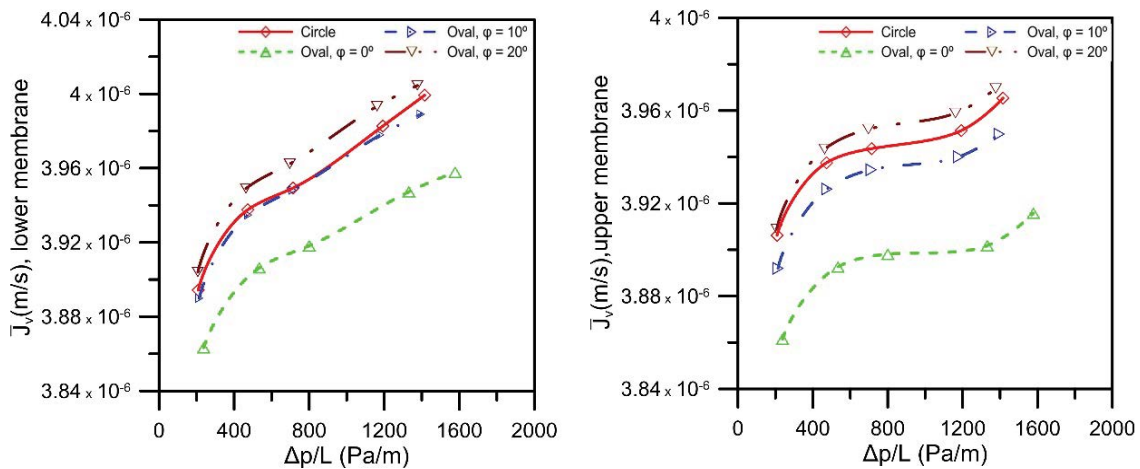 4.04 x 10⁻⁶
Circle
Oval, φ = 10º
Oval, φ = 0º
Oval, φ = 20º
4 x 10⁻⁶
3.96 x 10⁻⁶
3.92 x 10⁻⁶
3.88 x 10⁻⁶
3.84 x 10⁻⁶
J̅ᵥ(m/s), lower membrane
0 400 800 1200 1600 2000
Δp/L (Pa/m)
4 x 10⁻⁶
Circle
Oval, φ = 10º
Oval, φ = 0º
Oval, φ = 20º
3.96 x 10⁻⁶
3.92 x 10⁻⁶
3.88 x 10⁻⁶
3.84 x 10⁻⁶
J̅ᵥ(m/s),upper membrane
0 400 800 1200 1600 2000
Δp/L (Pa/m)